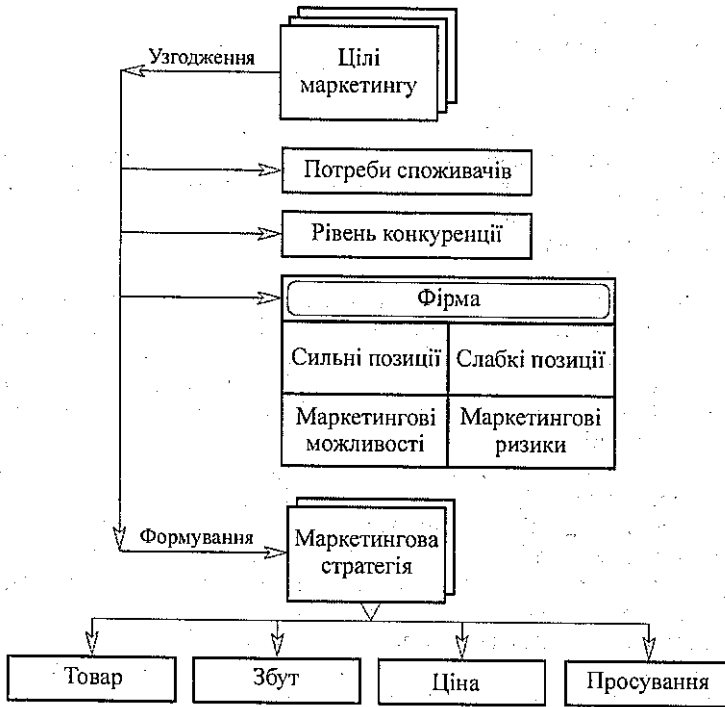 Узгодження
Цілі
маркетингу
Потреби споживачів
Рівень конкуренції
Фірма
Сильні позиції
Слабкі позиції
Маркетингові
можливості
Маркетингові
ризики
Формування
Маркетингова
стратегія
Товар
Збут
Ціна
Просування